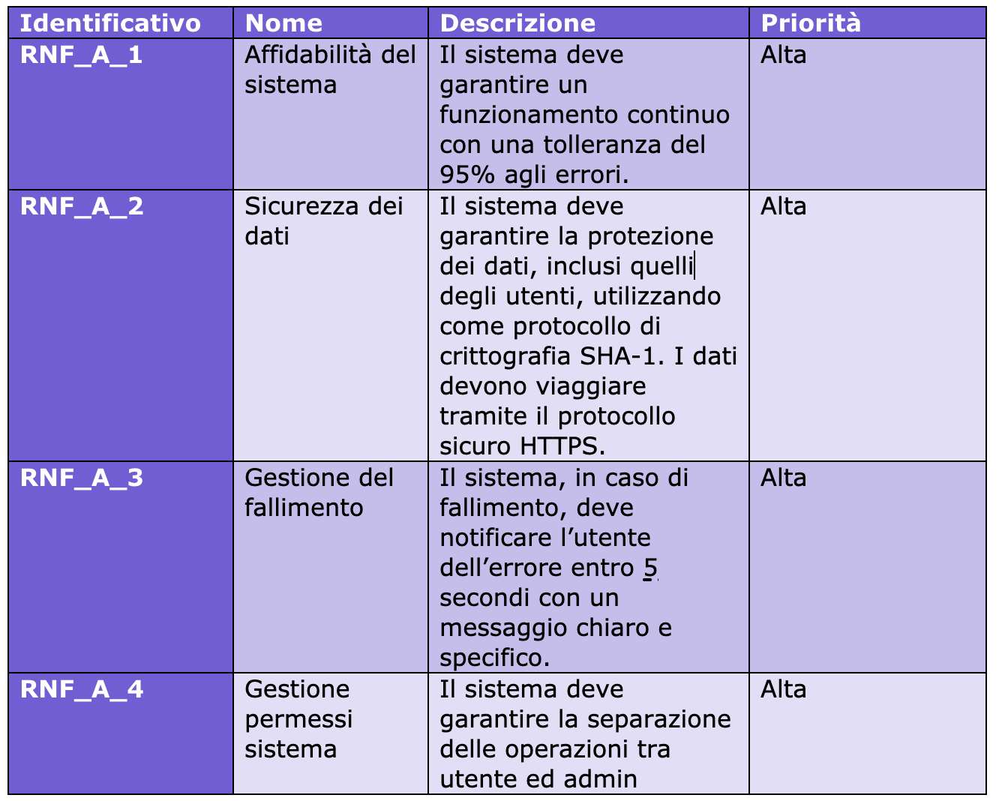 Identificativo Nome Descrizione Priorità
RNF_A_1 Affidabilità del Il sistema deve Alta
sistema garantire un
funzionamento continuo
con una tolleranza del
95% agli errori.
RNF_A_2 Sicurezza dei Il sistema deve Alta
dati garantire la protezione
dei dati, inclusi quelli
degli utenti, utilizzando
come protocollo di
crittografia SHA-1. I dati
devono viaggiare
tramite il protocollo
sicuro HTTPS.
RNF_A_3 Gestione del Il sistema, in caso di Alta
fallimento fallimento, deve
notificare l’utente
dell’errore entro 5
secondi con un
messaggio chiaro e
specifico.
RNF_A_4 Gestione Il sistema deve Alta
permessi garantire la separazione
sistema delle operazioni tra
utente ed admin